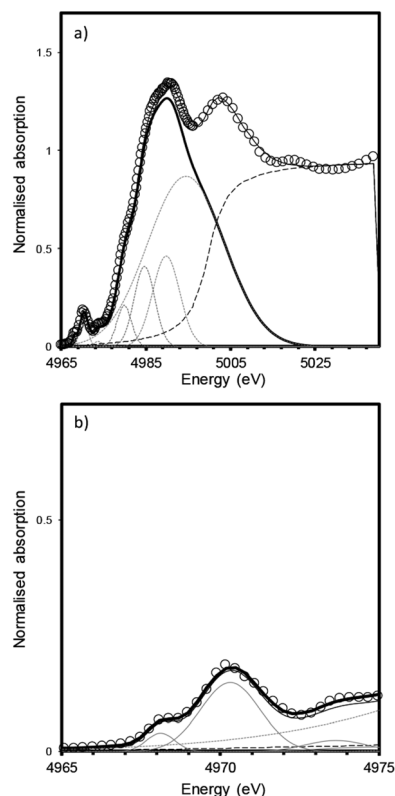 a)
1.5
1
0.5
0
Normalised absorption
4965 4985 5005 5025
Energy (eV)
b)
0.5
0
Normalised absorption
4965 4970 4975
Energy (eV)